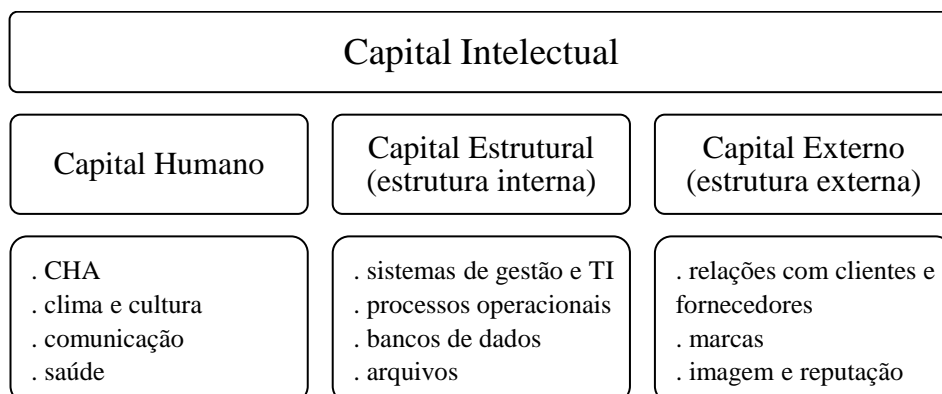 Capital Intelectual
Capital Humano
Capital Estrutural
(estrutura interna)
Capital Externo
(estrutura externa)
. CHA
. clima e cultura
. comunicação
. saúde
. sistemas de gestão e TI
. processos operacionais
. bancos de dados
. arquivos
. relações com clientes e
fornecedores
. marcas
. imagem e reputação